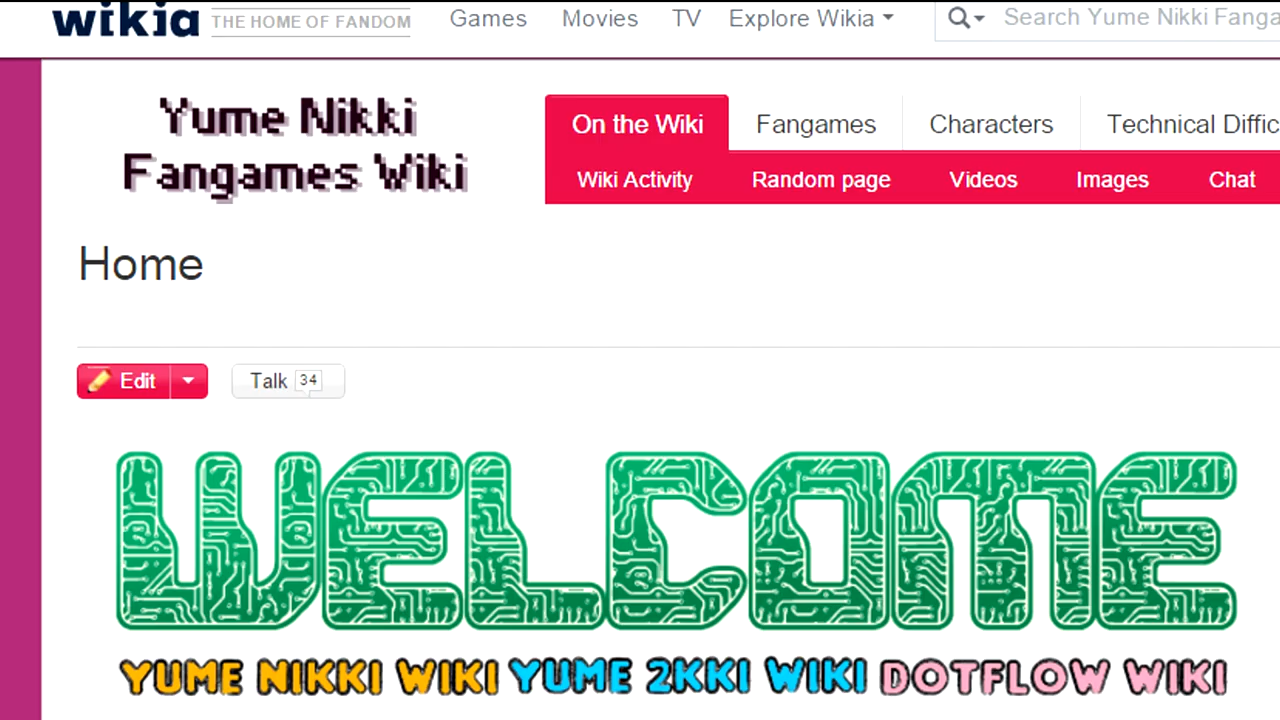 wikia THE HOME OF FANDOM Games Movies TV Explore Wikia Search Yume Nikki Fanga
Yume Nikki
Fangames Wiki
On the Wiki Fangames Characters Technical Diffic
Wiki Activity Random page Videos Images Chat
Home
Edit Talk 34
WELCOME
YUME NIKKI WIKI YUME 2KKI WIKI DOTFLOW WIKI